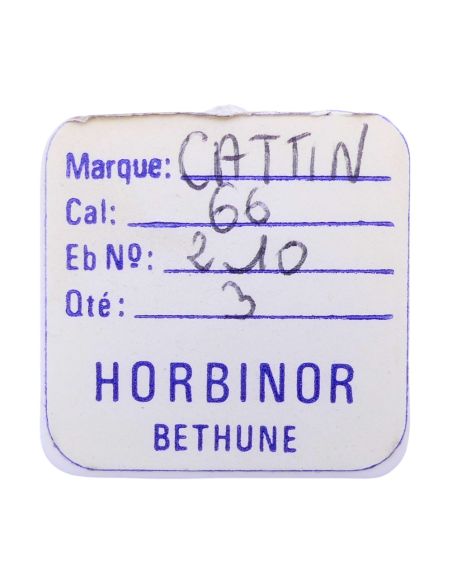 Marque: CATTIN
Cal: 66
Eb Nº: 210
Qté: 3
HORBINOR
BETHUNE